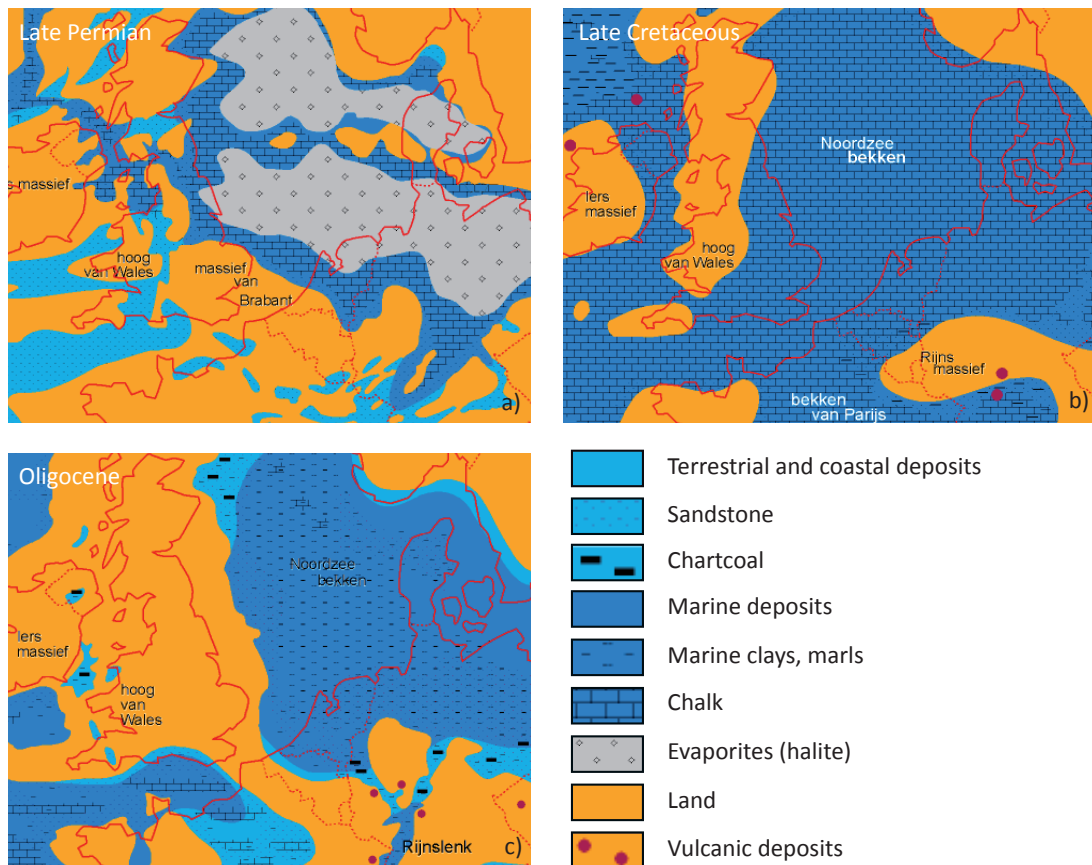 Late Permian
rs massief
hoog
van Wales
massief
van
Brabant
a)
Late Cretaceous
Noordzee
bekken
Iers
massief
hoog
van Wales
Rijns
massief
bekken
van Parijs
b)
Oligocene
Noordzee
bekken
Iers
massief
hoog
van
Wales
Rijnslenk
c)
Terrestrial and coastal deposits
Sandstone
Chartcoal
Marine deposits
Marine clays, marls
Chalk
Evaporites (halite)
Land
Vulcanic deposits